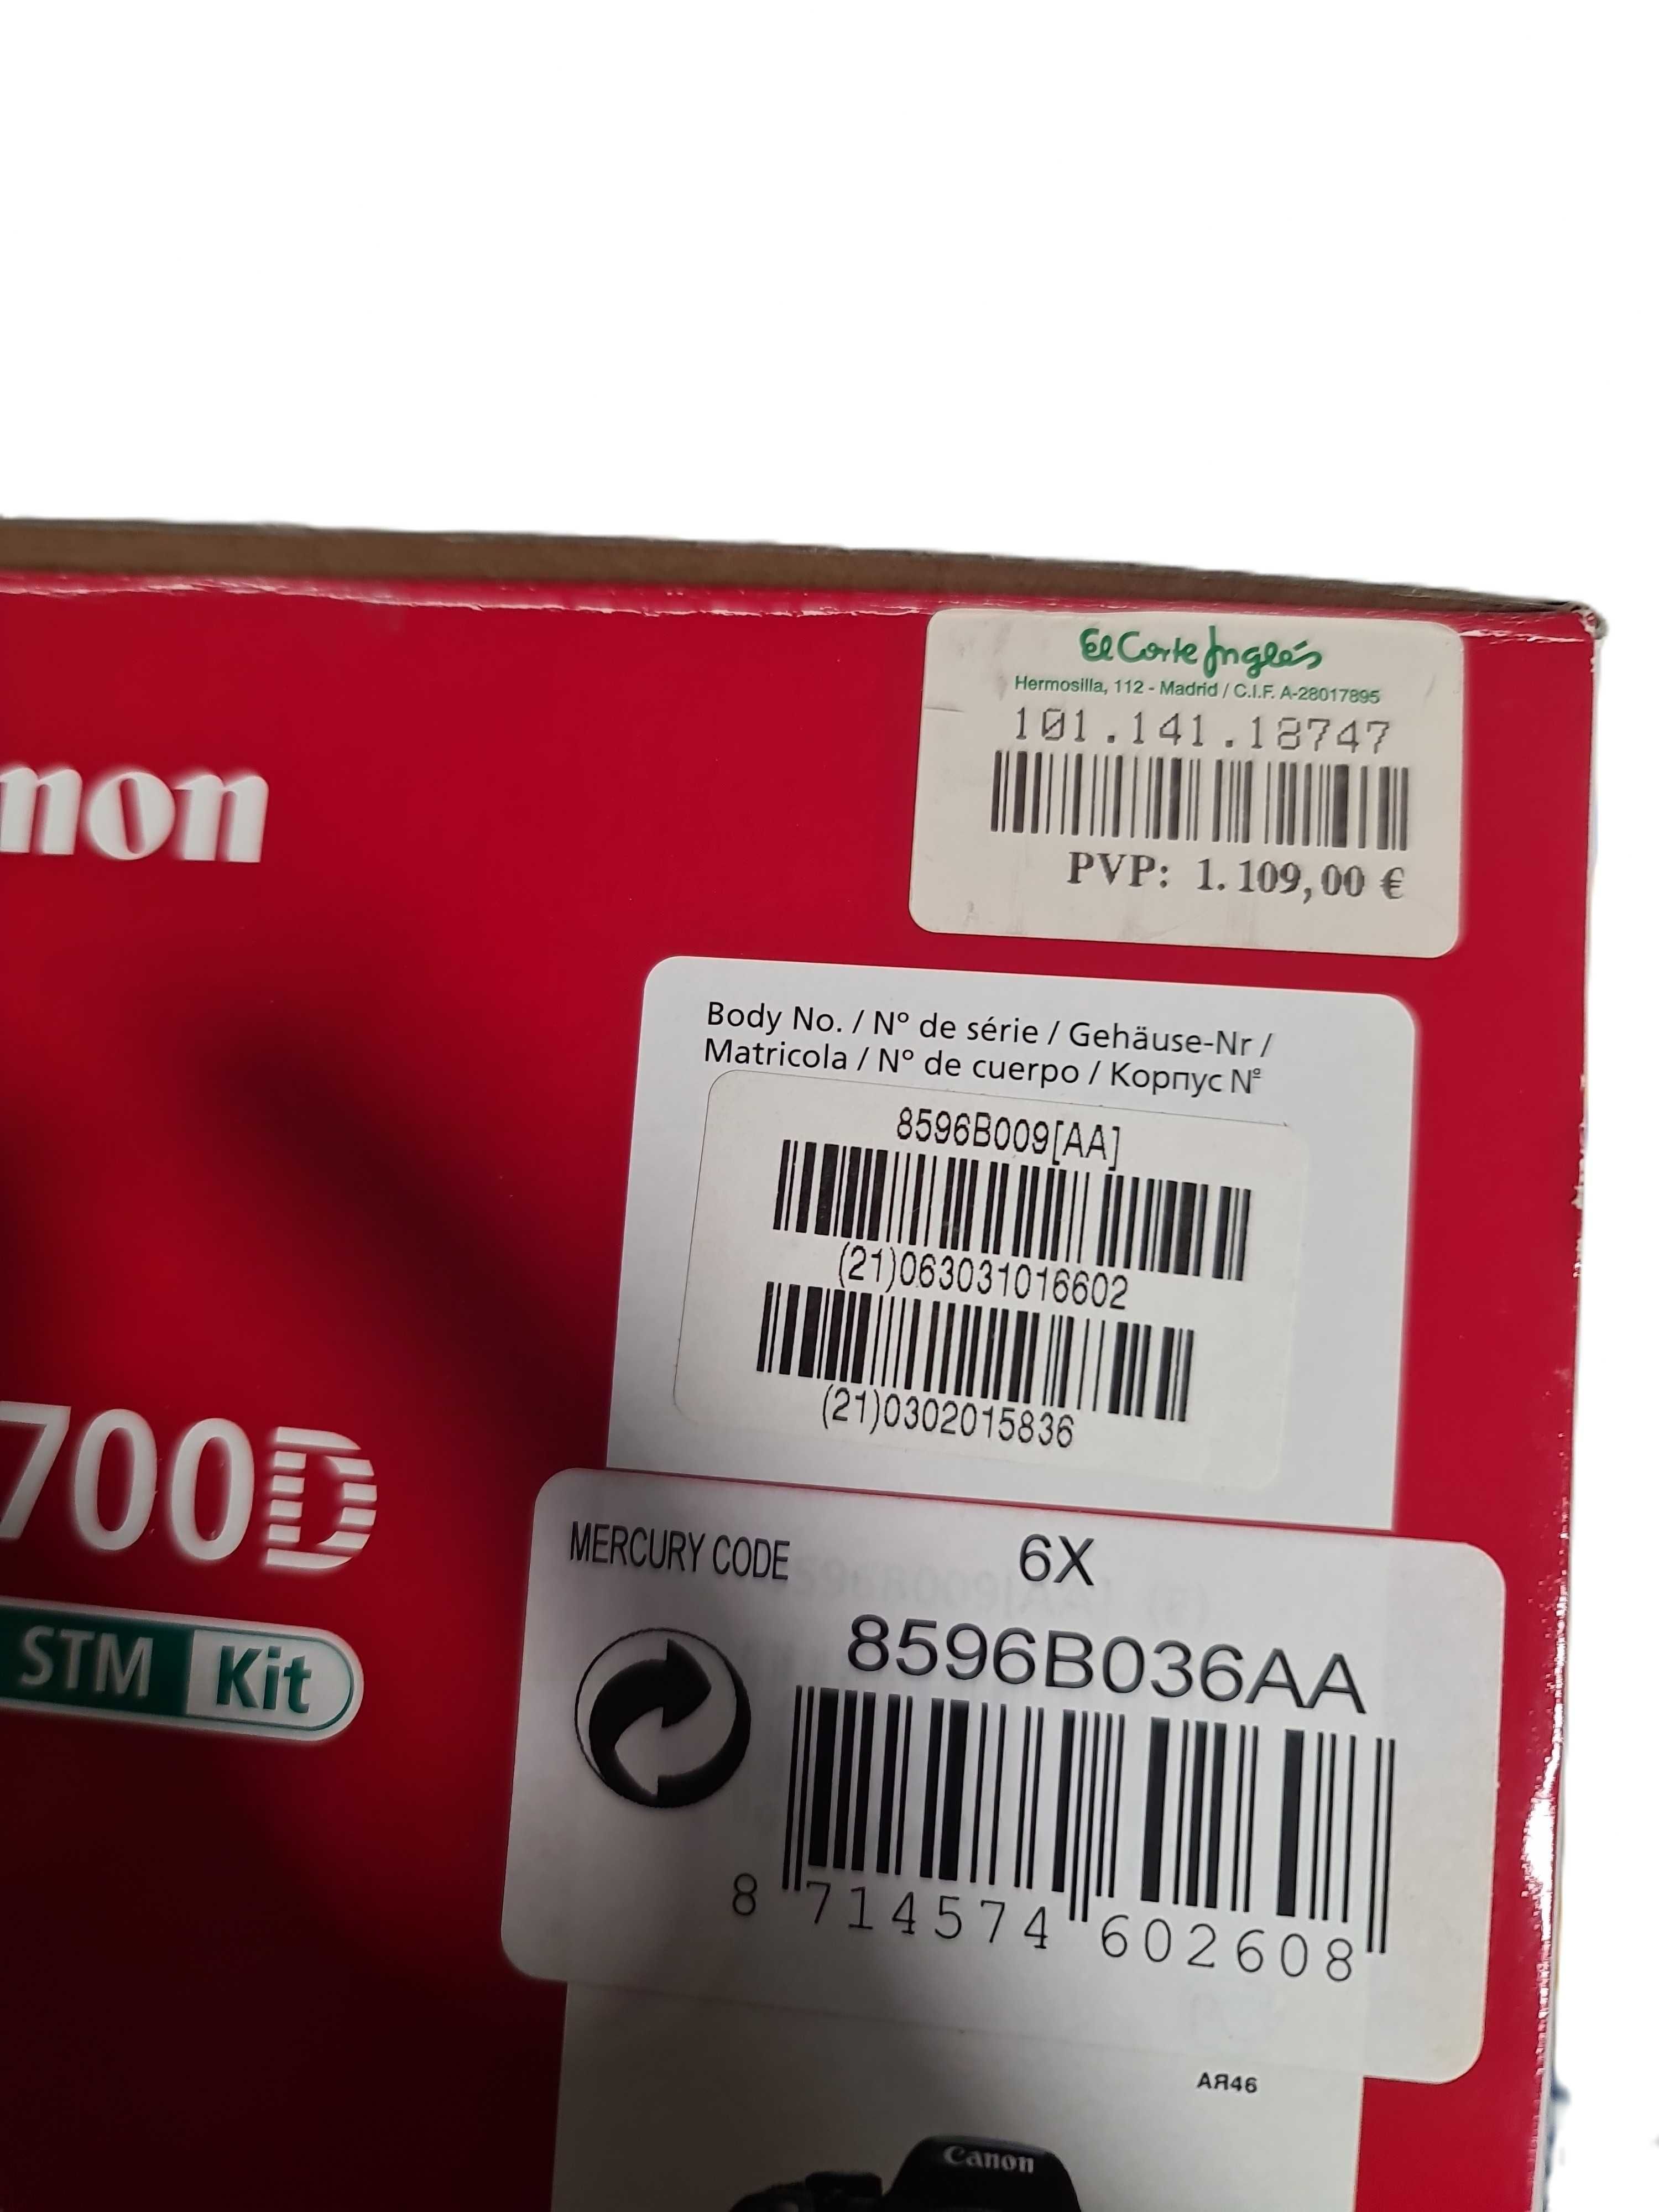 El Corte Inglés
Hermosilla, 112 - Madrid / C.I.F. A-28017895
101.141.18747
PVP: 1.109,00 €
non
Body No. / Nº de série / Gehäuse-Nr /
Matricola / Nº de cuerpo / Корпус №
8596B009[AA]
(21)063031016602
(21)0302015836
700D
STM Kit
MERCURY CODE 6X
8596B036AA
8 714574 602608
AЯ46
Canon